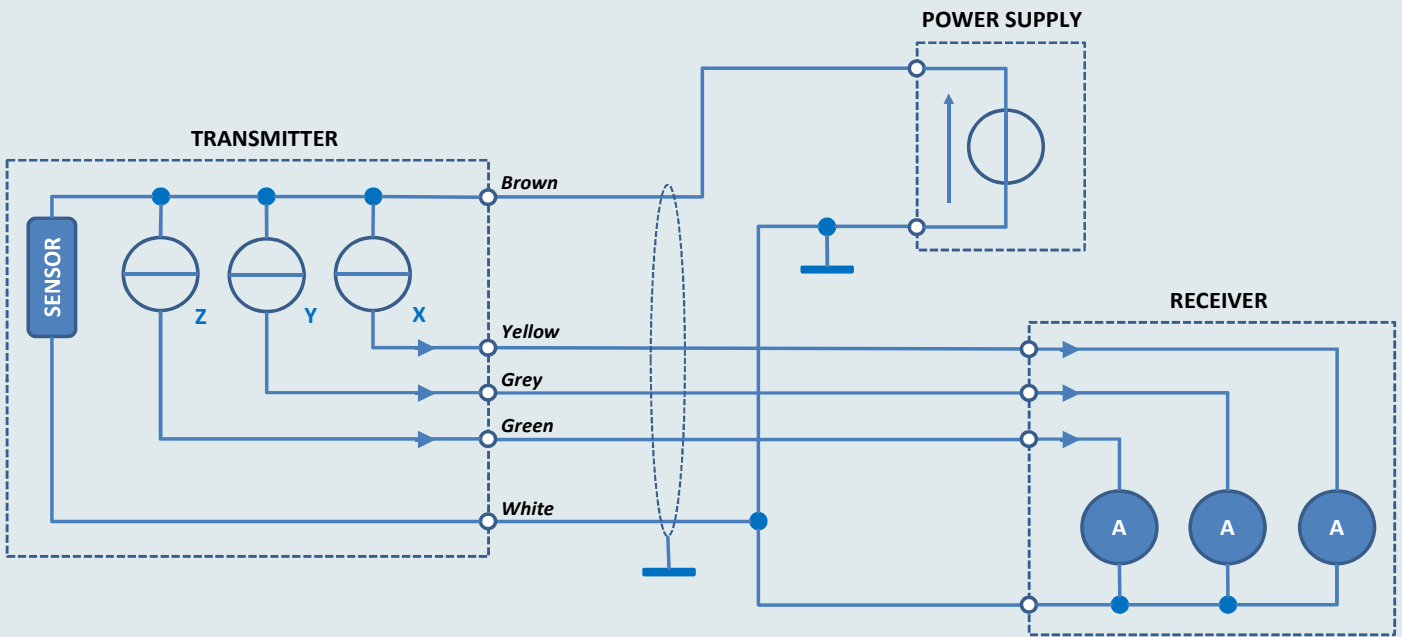 POWER SUPPLY
TRANSMITTER
Brown
SENSOR
Z
Y
X
Yellow
RECEIVER
Grey
Green
White
A
A
A